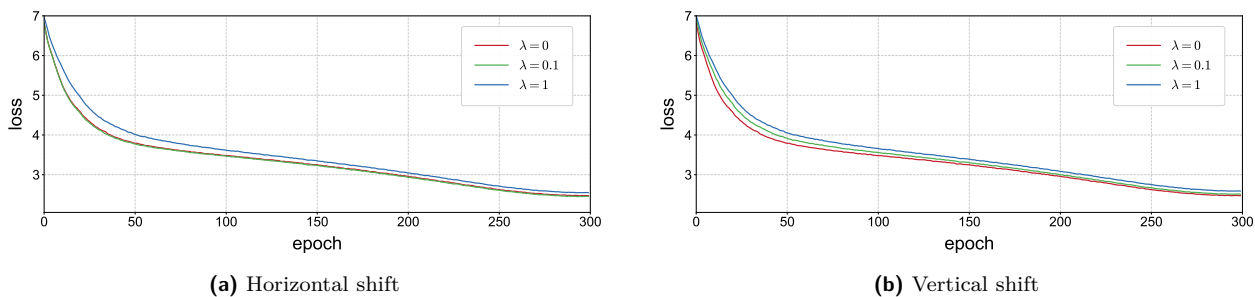 7
6
5
4
3
loss
0
50
100
150
200
250
300
epoch
λ = 0
λ = 0.1
λ = 1
(a) Horizontal shift
7
6
5
4
3
loss
0
50
100
150
200
250
300
epoch
λ = 0
λ = 0.1
λ = 1
(b) Vertical shift